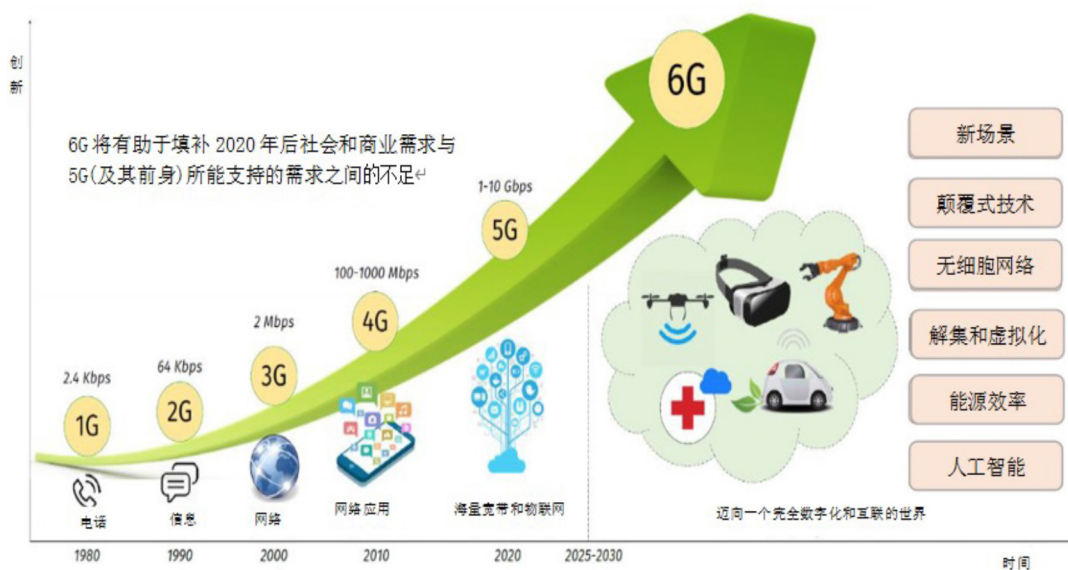 创
新
6G 将有助于填补 2020 年后社会和商业需求与
5G(及其前身)所能支持的需求之间的不足↵
6G
1-10 Gbps
5G
100-1000 Mbps
4G
2 Mbps
3G
64 Kbps
2G
2.4 Kbps
1G
新场景
颠覆式技术
无细胞网络
解集和虚拟化
能源效率
人工智能
电话
信息
网络
网络应用
海量宽带和物联网
迈向一个完全数字化和互联的世界
1980
1990
2000
2010
2020
2025-2030
时间